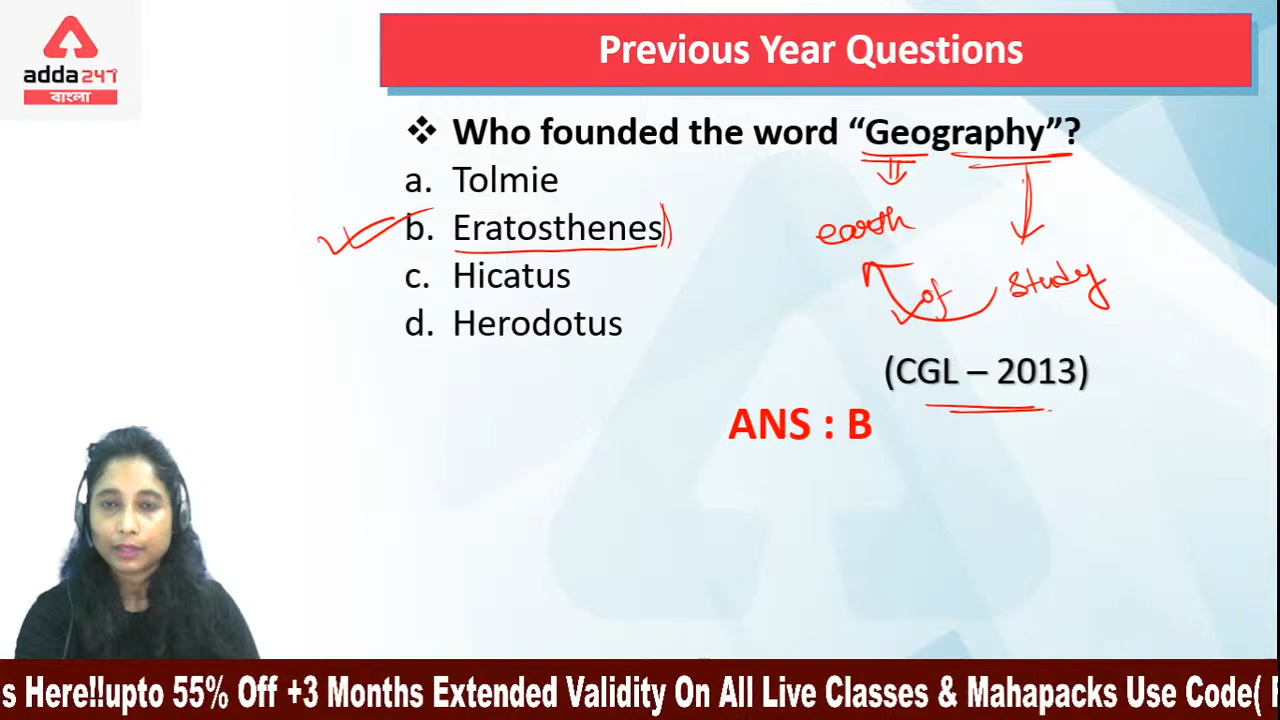 adda247
বাংলা
Previous Year Questions
❖ Who founded the word “Geography”?
a. Tolmie
b. Eratosthenes
c. Hicatus
d. Herodotus
earth
of study
(CGL – 2013)
ANS : B
s Here!!upto 55% Off +3 Months Extended Validity On All Live Classes & Mahapacks Use Code(